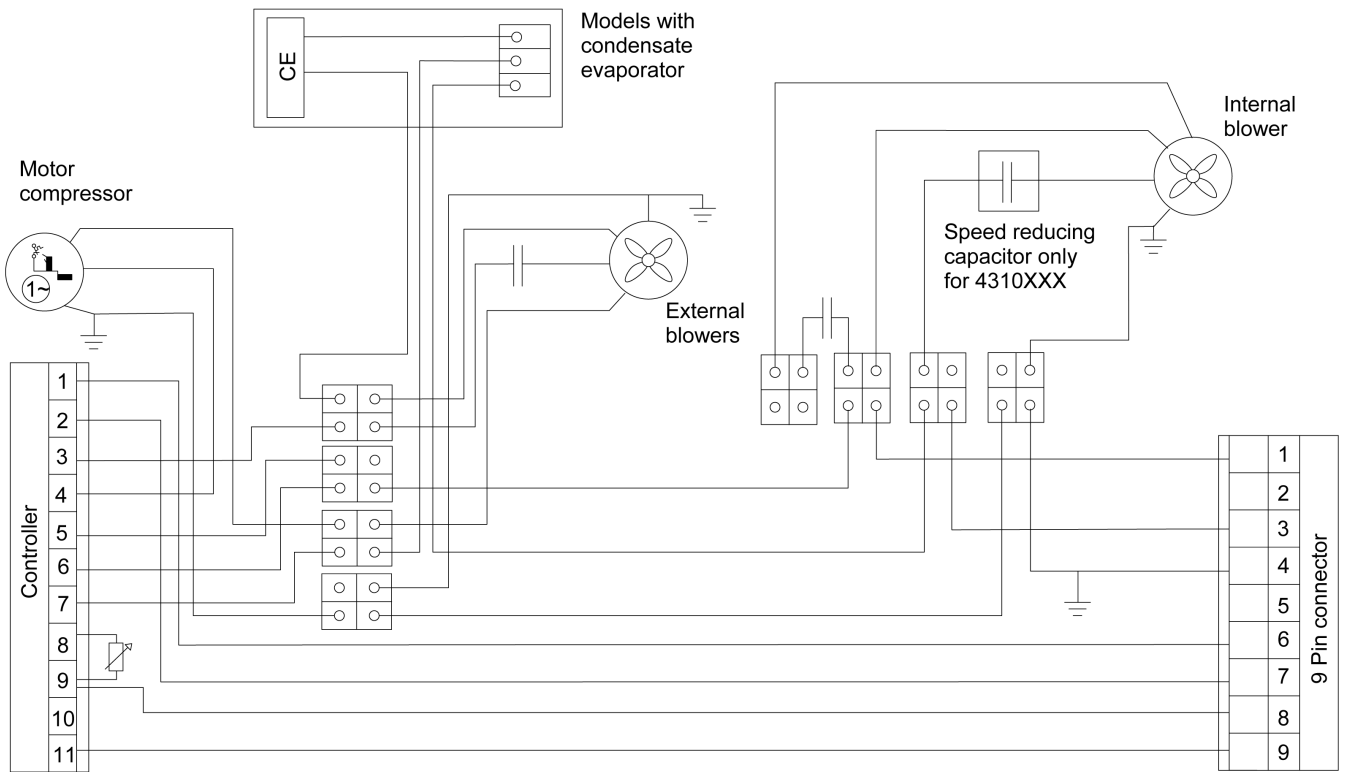 Models with
condensate
evaporator
CE
Internal
blower
Motor
compressor
1~
Speed reducing
capacitor only
for 4310XXX
External
blowers
Controller
1
2
3
4
5
6
7
8
9
10
11
1
2
3
4
5
6
7
8
9
9 Pin connector